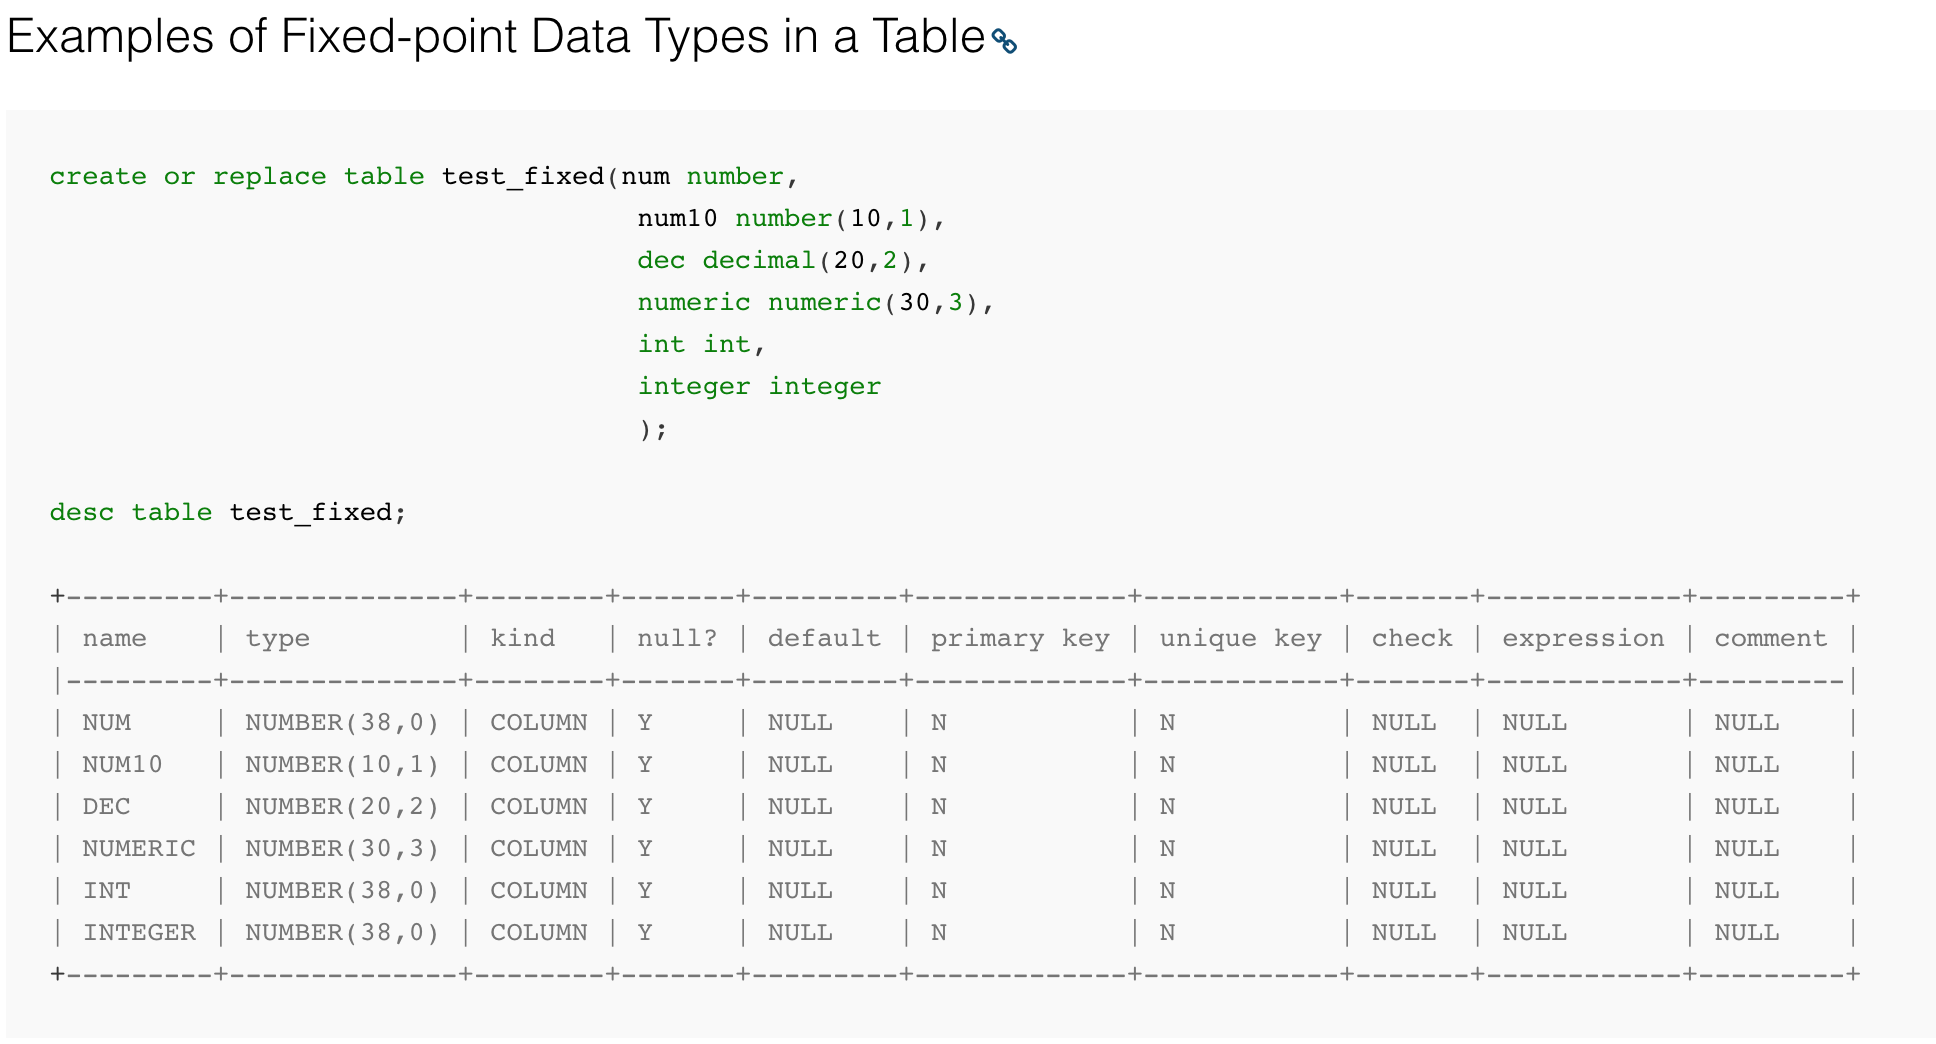 Examples of Fixed-point Data Types in a Table
create or replace table test_fixed(num number,
                                    num10 number(10,1),
                                    dec decimal(20,2),
                                    numeric numeric(30,3),
                                    int int,
                                    integer integer
                                    );
desc table test_fixed;
+---------+--------------+--------+-------+---------+-------------+------------+-------+------------+---------+
| name    | type         | kind   | null? | default | primary key | unique key | check | expression | comment |
|---------+--------------+--------+-------+---------+-------------+------------+-------+------------+---------|
| NUM     | NUMBER(38,0) | COLUMN | Y     | NULL    | N           | N          | NULL  | NULL       | NULL    |
| NUM10   | NUMBER(10,1) | COLUMN | Y     | NULL    | N           | N          | NULL  | NULL       | NULL    |
| DEC     | NUMBER(20,2) | COLUMN | Y     | NULL    | N           | N          | NULL  | NULL       | NULL    |
| NUMERIC | NUMBER(30,3) | COLUMN | Y     | NULL    | N           | N          | NULL  | NULL       | NULL    |
| INT     | NUMBER(38,0) | COLUMN | Y     | NULL    | N           | N          | NULL  | NULL       | NULL    |
| INTEGER | NUMBER(38,0) | COLUMN | Y     | NULL    | N           | N          | NULL  | NULL       | NULL    |
+---------+--------------+--------+-------+---------+-------------+------------+-------+------------+---------+